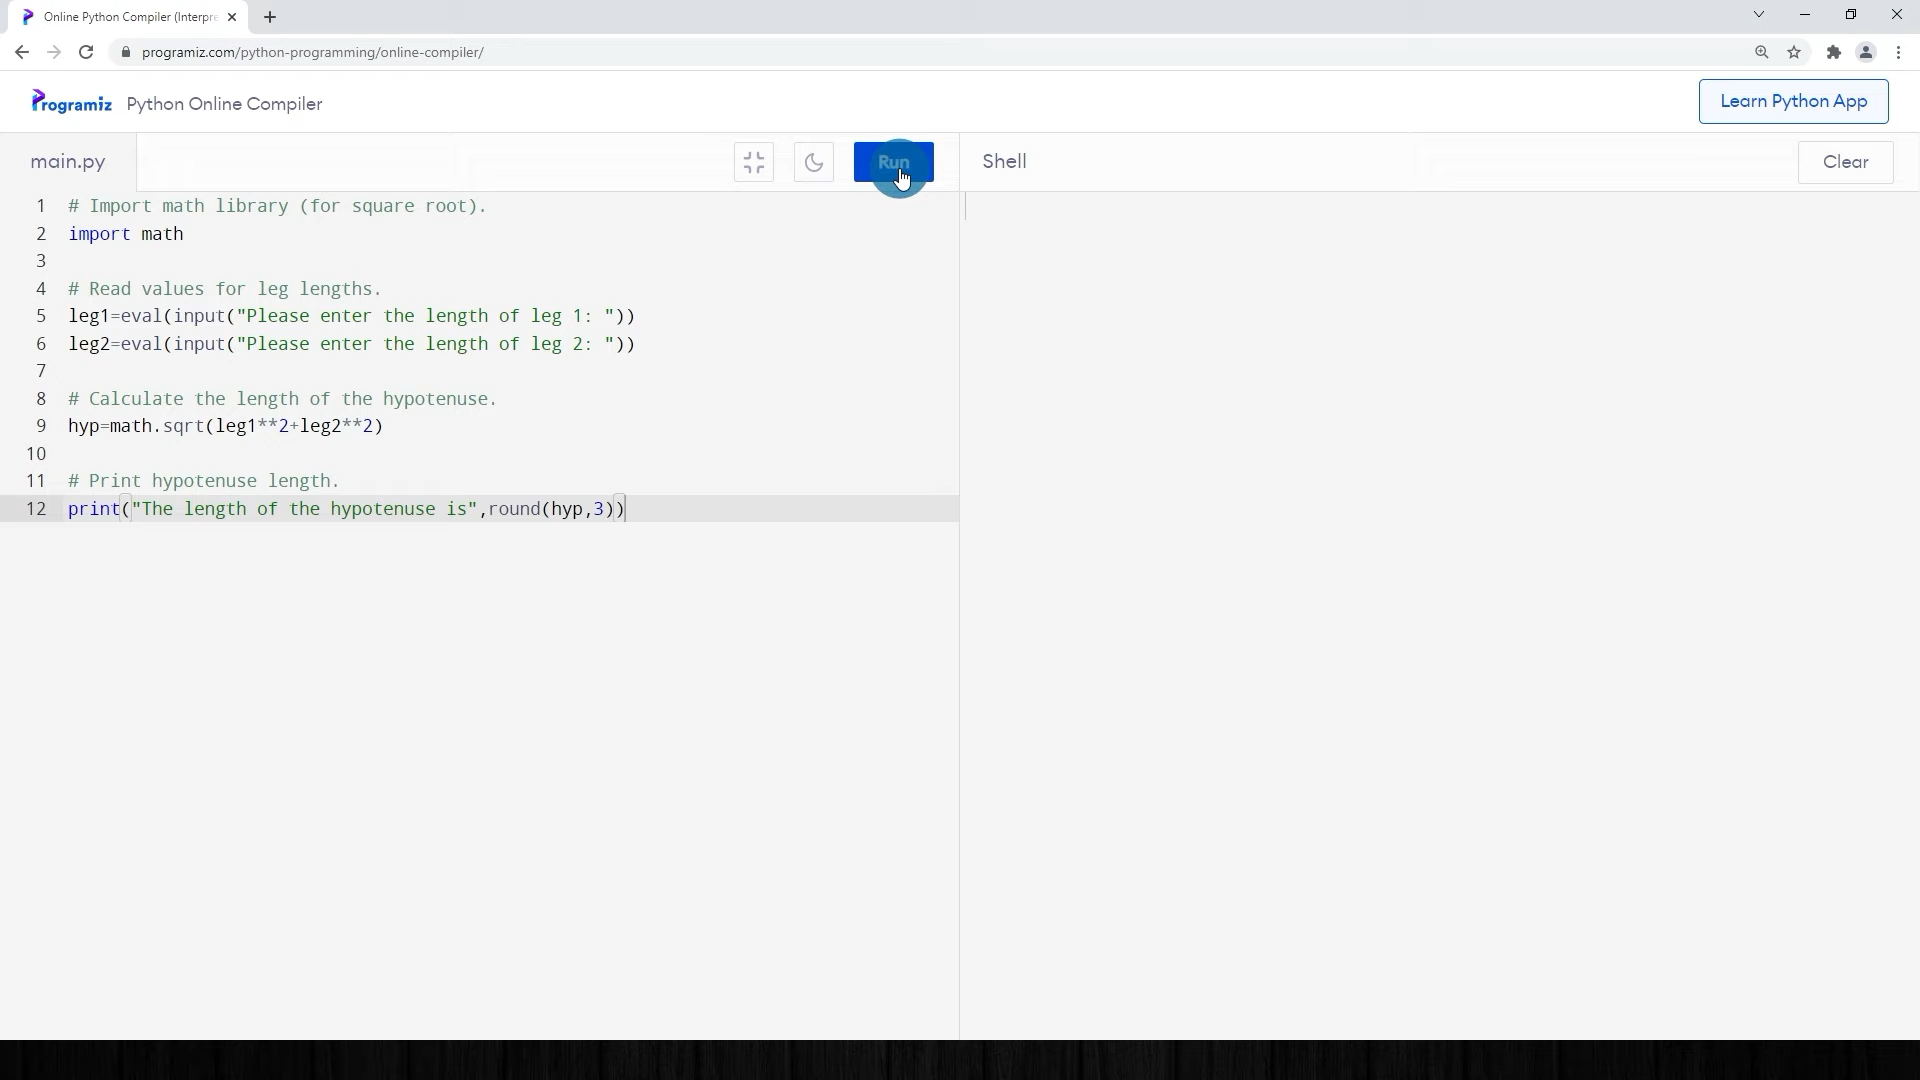 Online Python Compiler (Interpre
programiz.com/python-programming/online-compiler/
Programiz Python Online Compiler
Learn Python App
main.py
Run
Shell
Clear
1 # Import math library (for square root).
2 import math
3
4 # Read values for leg lengths.
5 leg1=eval(input("Please enter the length of leg 1: "))
6 leg2=eval(input("Please enter the length of leg 2: "))
7
8 # Calculate the length of the hypotenuse.
9 hyp=math.sqrt(leg1**2+leg2**2)
10
11 # Print hypotenuse length.
12 print("The length of the hypotenuse is",round(hyp,3))